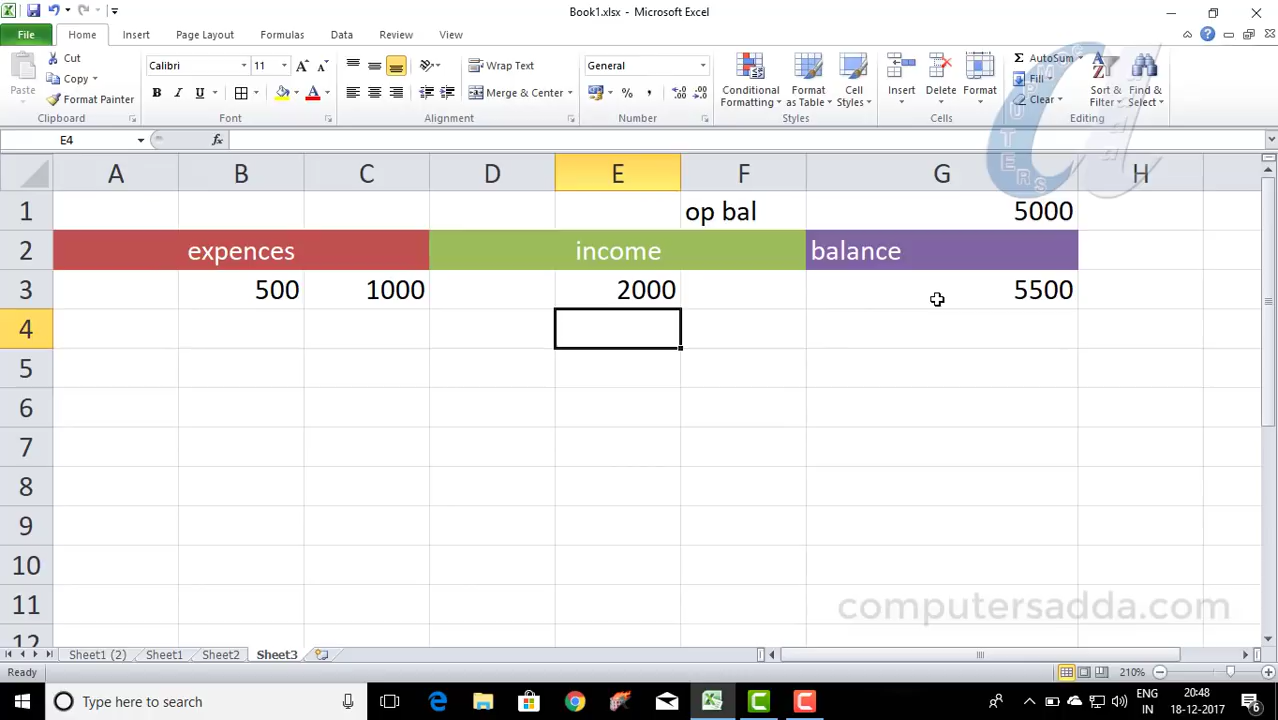 Book1.xlsx - Microsoft Excel
File Home Insert Page Layout Formulas Data Review View
Cut Calibri 11 Wrap Text General AutoSum
Copy Fill
Paste Format Painter B I U Merge & Center % , Conditional Formatting Format as Table Cell Styles Insert Delete Format Clear Sort & Filter Find & Select
Clipboard Font Alignment Number Styles Cells Editing
E4 fx
A B C D E F G H
1 op bal 5000
2 expences income balance
3 500 1000 2000 5500
4
5
6
7
8
9
10
11
computersadda.com
12
Sheet1 (2) Sheet1 Sheet2 Sheet3
Ready 210%
Type here to search ENG 20:48
IN 18-12-2017 6